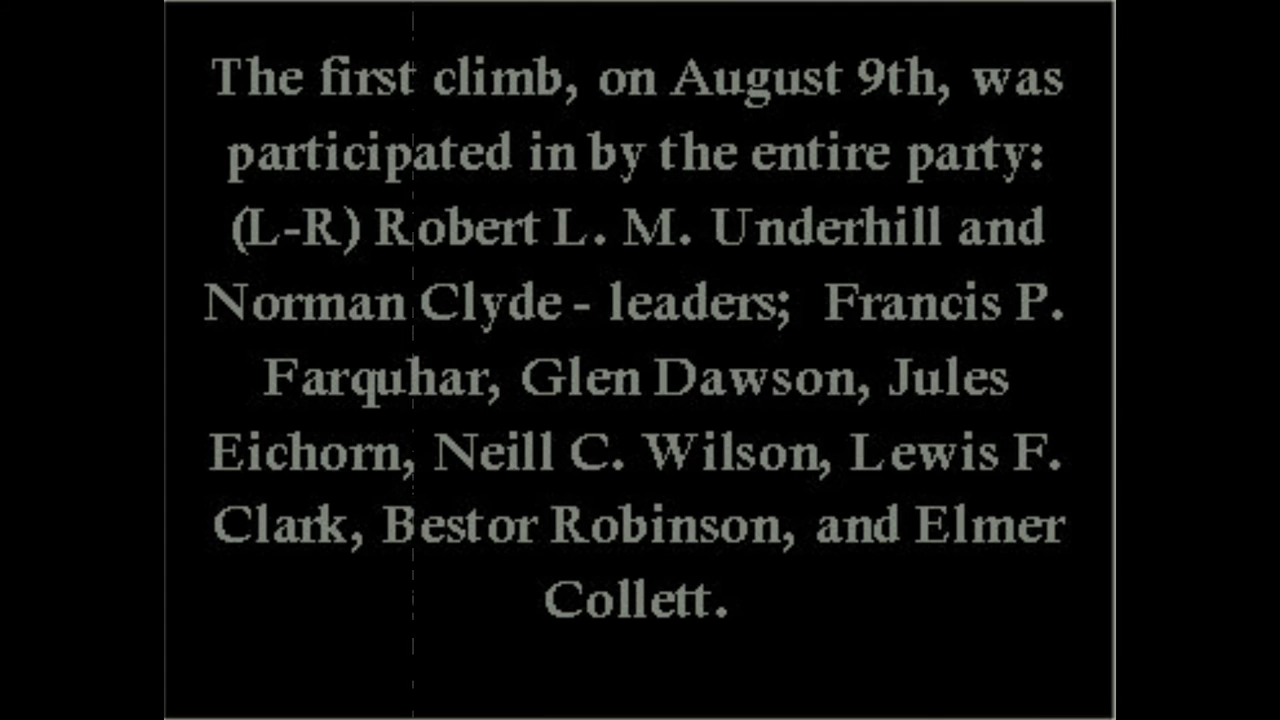 The first climb, on August 9th, was
participated in by the entire party:
(L-R) Robert L. M. Underhill and
Norman Clyde - leaders; Francis P.
Farquhar, Glen Dawson, Jules
Eichorn, Neill C. Wilson, Lewis F.
Clark, Bestor Robinson, and Elmer
Collett.